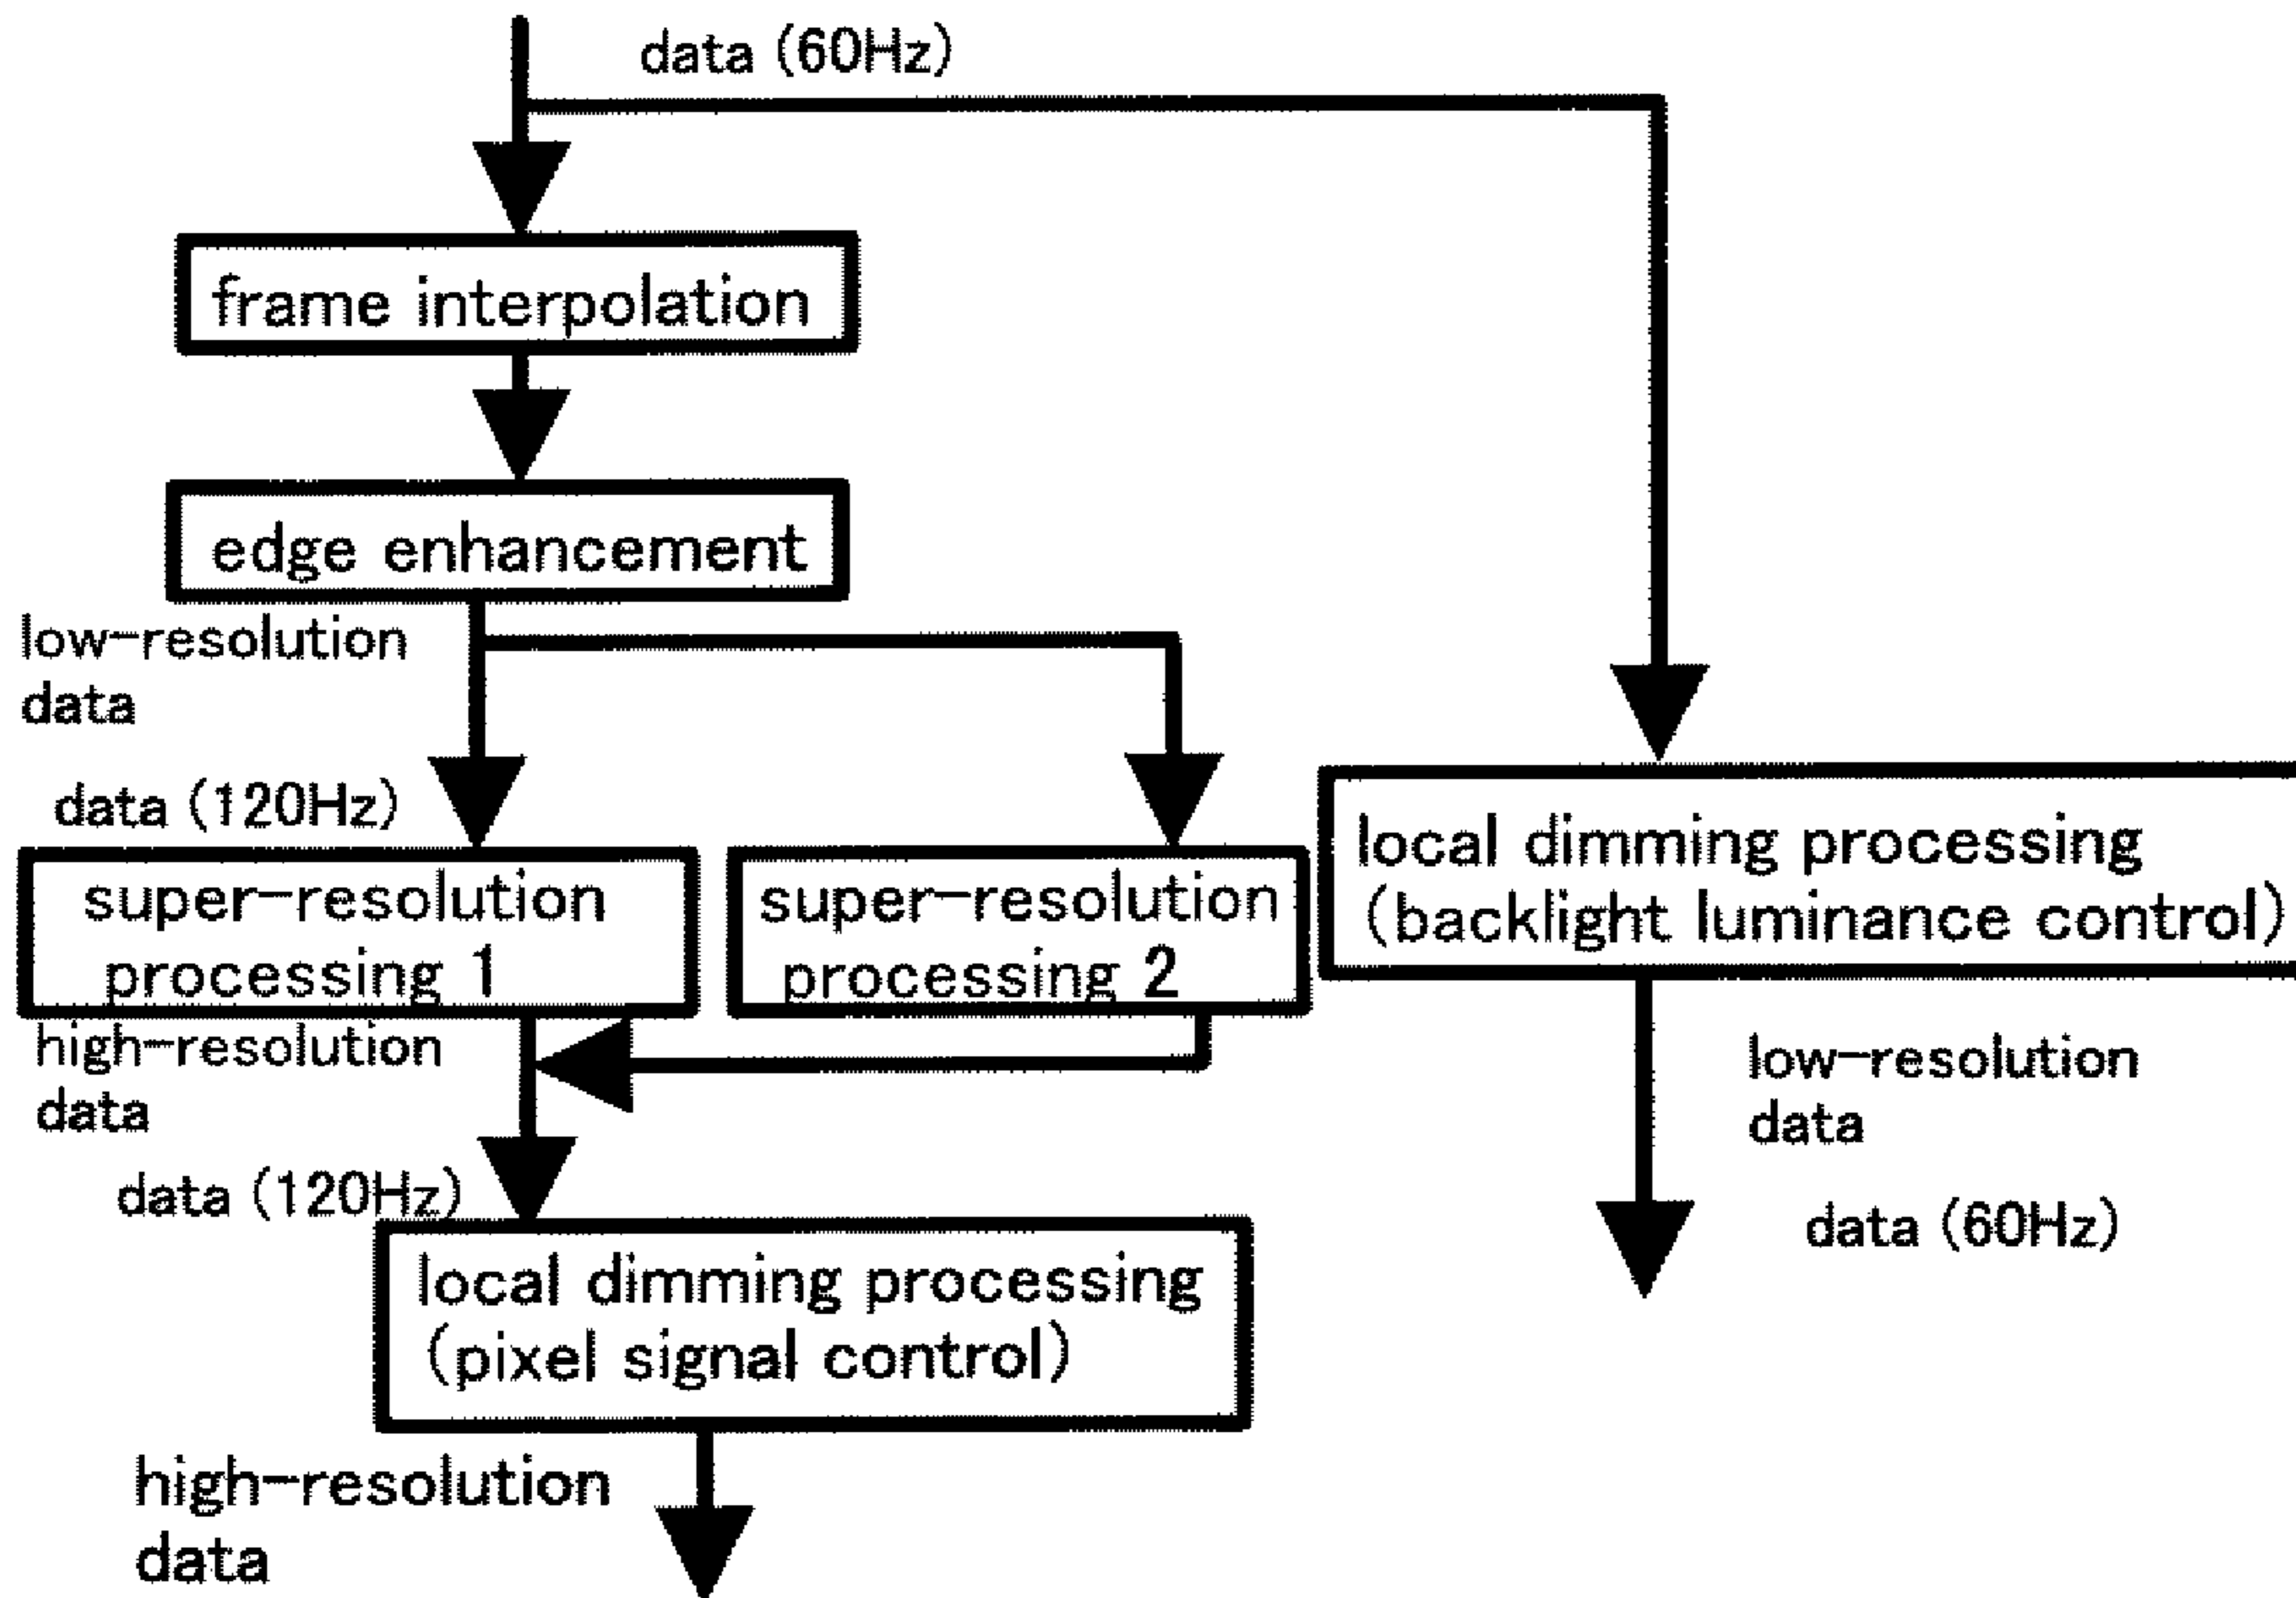 data (60Hz)
frame interpolation
edge enhancement
low-resolution
data
data (120Hz)
super-resolution
processing 1
super-resolution
processing 2
local dimming processing
(backlight luminance control)
high-resolution
data
data (120Hz)
low-resolution
data
data (60Hz)
local dimming processing
(pixel signal control)
high-resolution
data